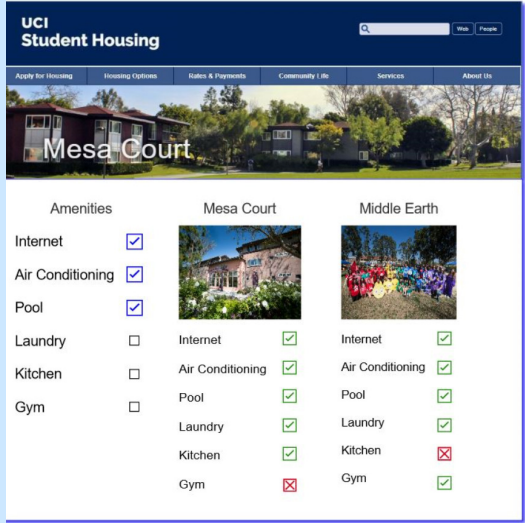 UCI
Student Housing
Web People
Apply for Housing Housing Options Rates & Payments Community Life Services About Us
Mesa Court
Amenities
Internet
Air Conditioning
Pool
Laundry
Kitchen
Gym
Mesa Court
Internet
Air Conditioning
Pool
Laundry
Kitchen
Gym
Middle Earth
Internet
Air Conditioning
Pool
Laundry
Kitchen
Gym